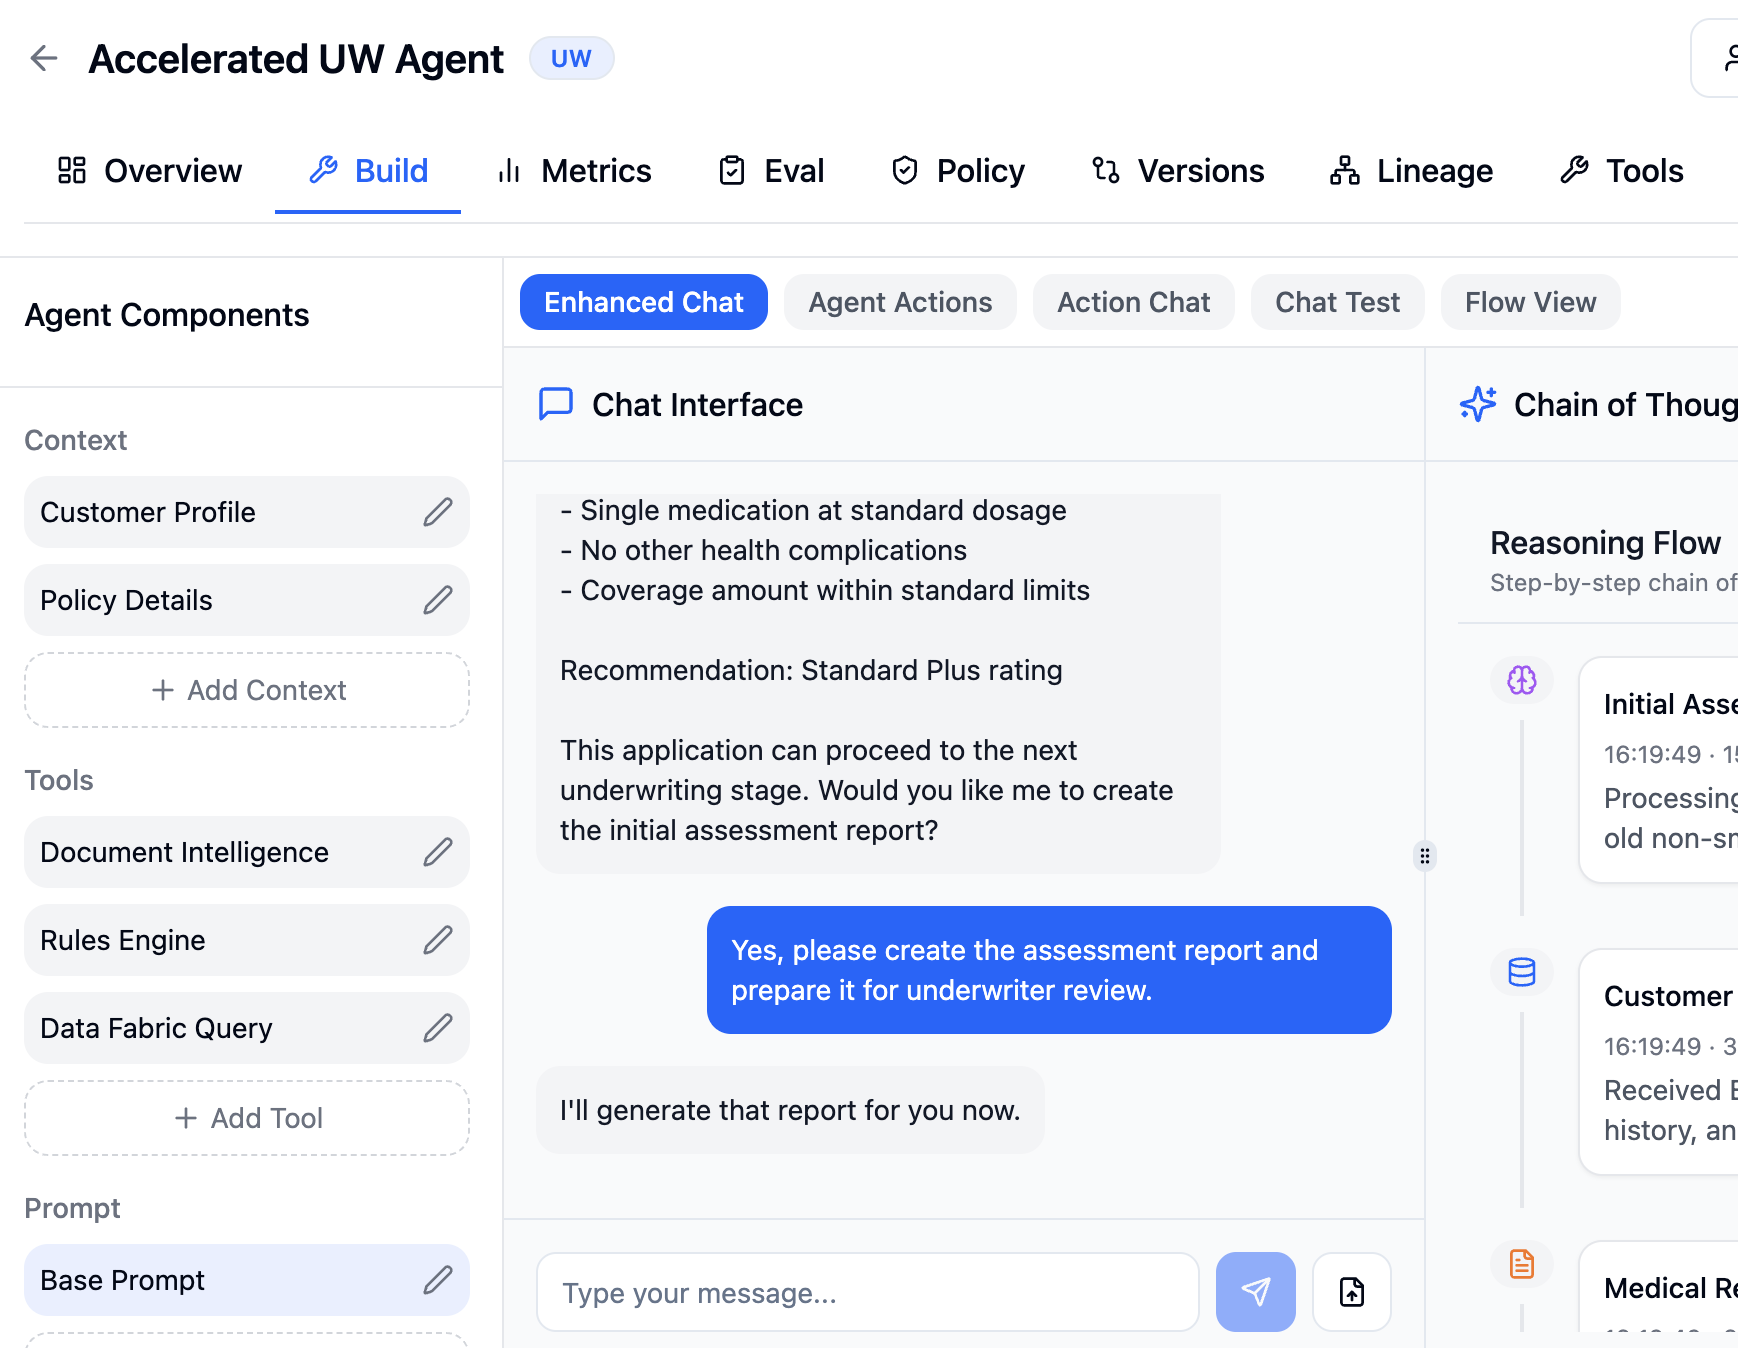 Accelerated UW Agent
UW
Overview
Build
Metrics
Eval
Policy
Versions
Lineage
Tools
Agent Components
Context
Customer Profile
Policy Details
Add Context
Tools
Document Intelligence
Rules Engine
Data Fabric Query
Add Tool
Prompt
Base Prompt
Enhanced Chat
Agent Actions
Action Chat
Chat Test
Flow View
Chat Interface
- Single medication at standard dosage
- No other health complications
- Coverage amount within standard limits
Recommendation: Standard Plus rating
This application can proceed to the next
underwriting stage. Would you like me to create
the initial assessment report?
Yes, please create the assessment report and
prepare it for underwriter review.
I'll generate that report for you now.
Type your message...
Chain of Thoug
Reasoning Flow
Step-by-step chain of
Initial Asse
16:19:49 · 15
Processing
old non-sm
Customer
16:19:49 · 3
Received
history, an
Medical Re